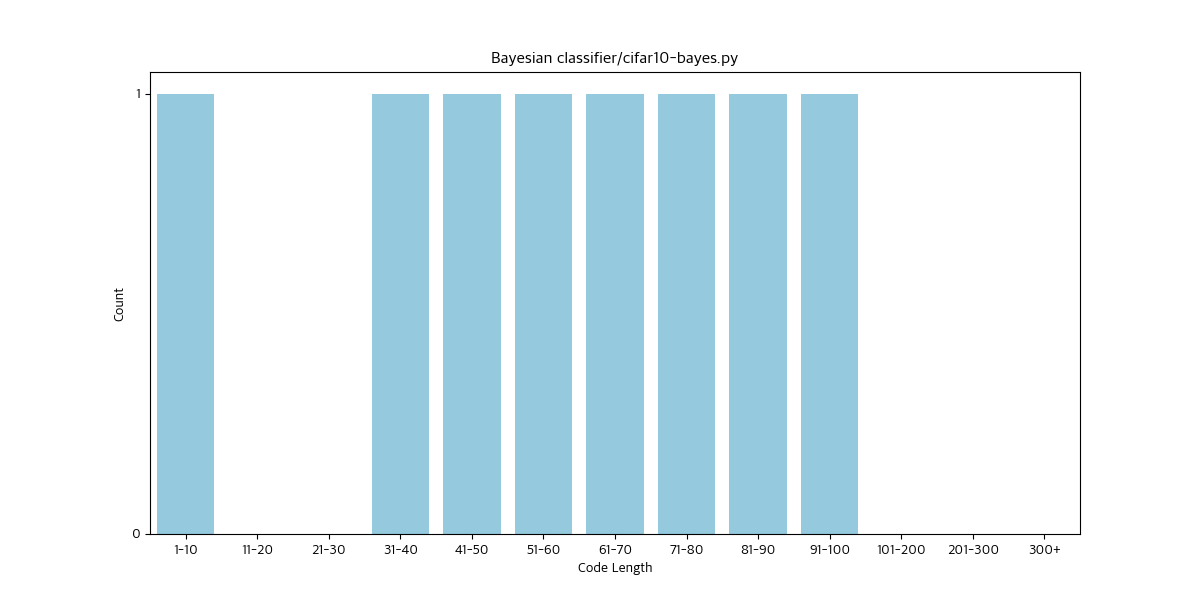 Bayesian classifier/cifar10-bayes.py
1
Count
0
1-10 11-20 21-30 31-40 41-50 51-60 61-70 71-80 81-90 91-100 101-200 201-300 300+
Code Length